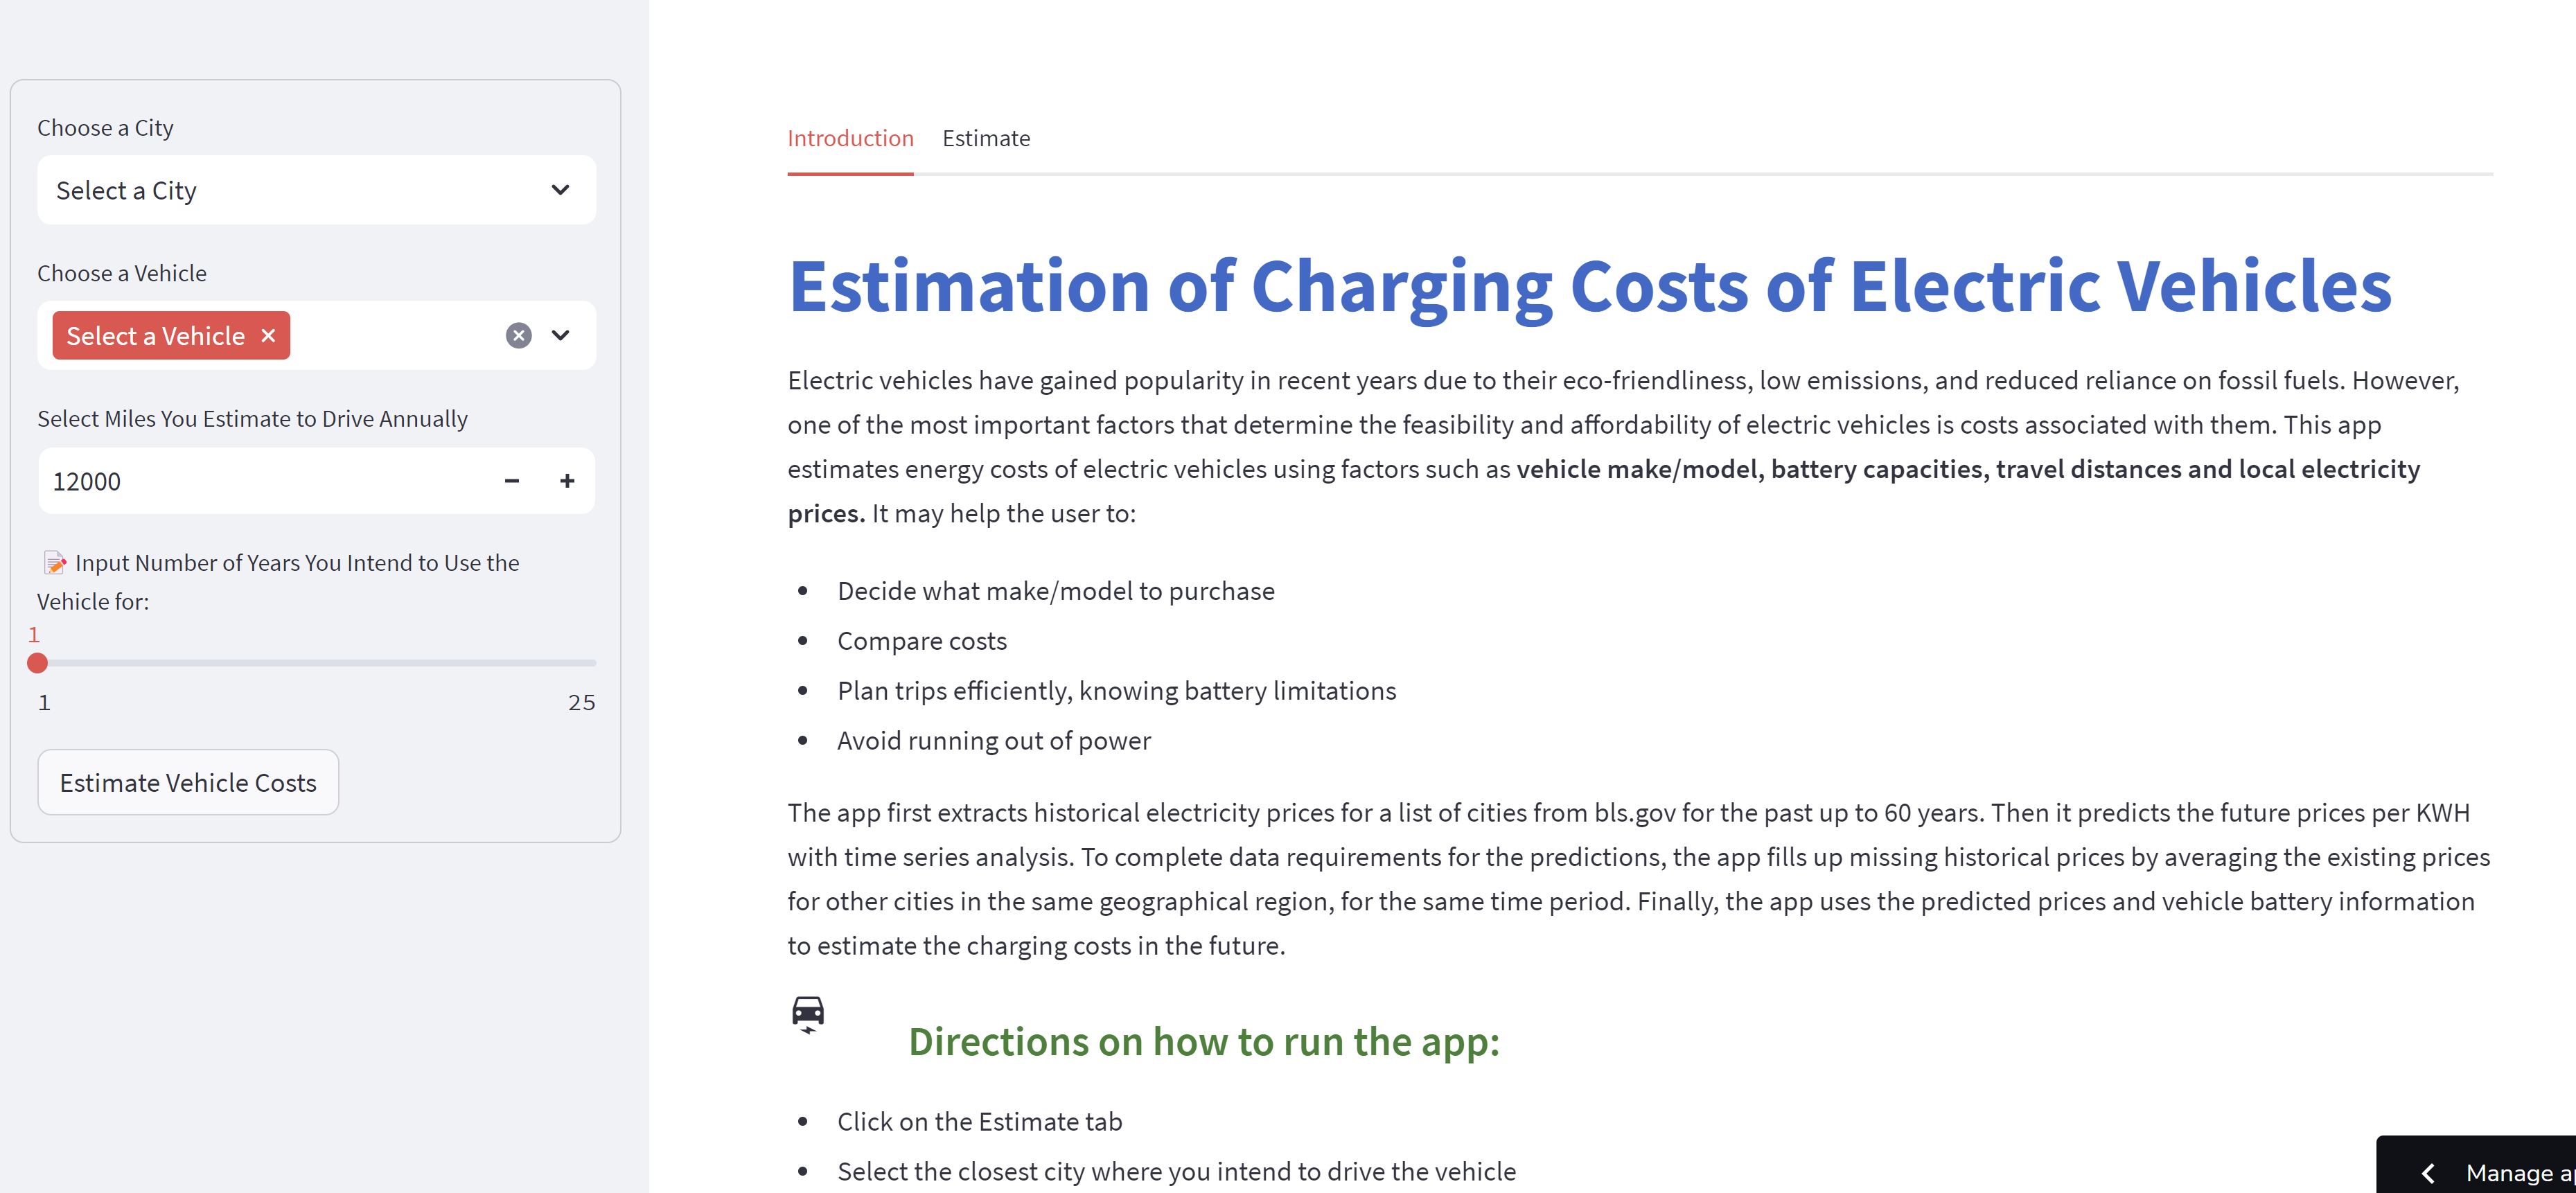 Choose a City
Select a City
Choose a Vehicle
Select a Vehicle
Select Miles You Estimate to Drive Annually
12000
Input Number of Years You Intend to Use the
Vehicle for:
1
1
25
Estimate Vehicle Costs
Introduction
Estimate
Estimation of Charging Costs of Electric Vehicles
Electric vehicles have gained popularity in recent years due to their eco-friendliness, low emissions, and reduced reliance on fossil fuels. However,
one of the most important factors that determine the feasibility and affordability of electric vehicles is costs associated with them. This app
estimates energy costs of electric vehicles using factors such as vehicle make/model, battery capacities, travel distances and local electricity
prices. It may help the user to:
• Decide what make/model to purchase
• Compare costs
• Plan trips efficiently, knowing battery limitations
• Avoid running out of power
The app first extracts historical electricity prices for a list of cities from bls.gov for the past up to 60 years. Then it predicts the future prices per KWH
with time series analysis. To complete data requirements for the predictions, the app fills up missing historical prices by averaging the existing prices
for other cities in the same geographical region, for the same time period. Finally, the app uses the predicted prices and vehicle battery information
to estimate the charging costs in the future.
Directions on how to run the app:
• Click on the Estimate tab
• Select the closest city where you intend to drive the vehicle
Manage